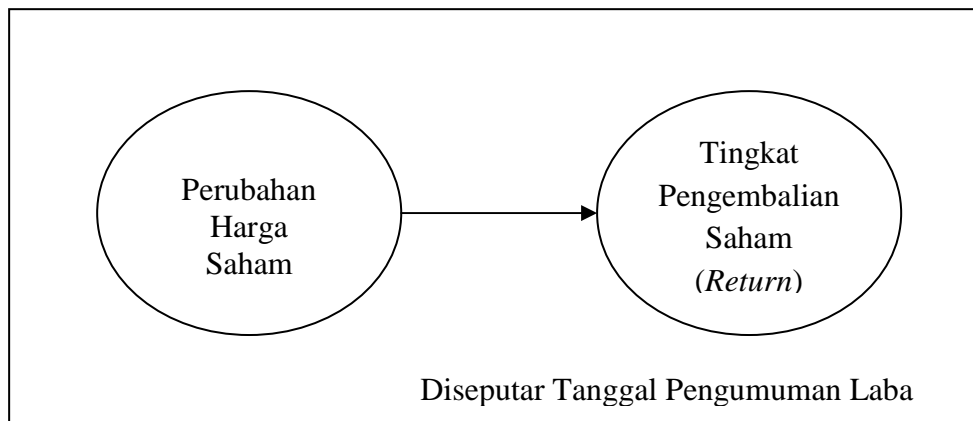 Perubahan
Harga
Saham
Tingkat
Pengembalian
Saham
(Return)
Diseputar Tanggal Pengumuman Laba